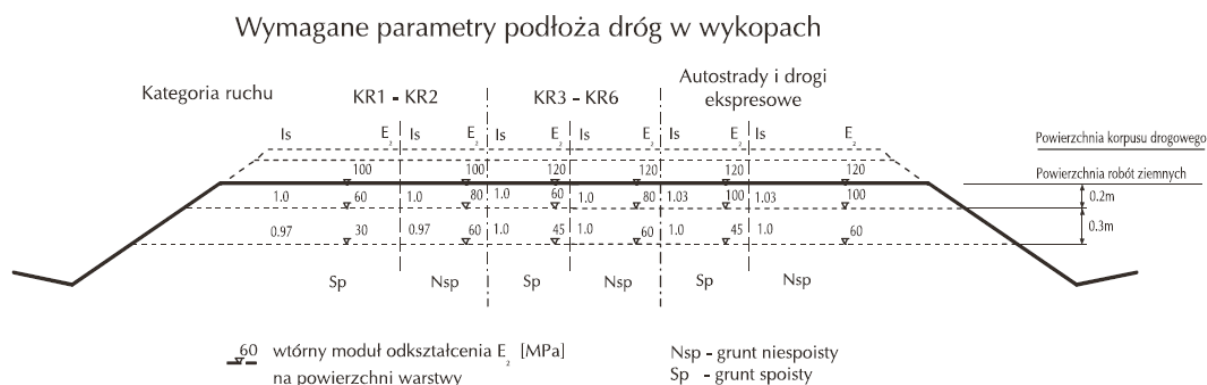 Wymagane parametry podłoża dróg w wykopach
Kategoria ruchu KR1 - KR2 KR3 - KR6 Autostrady i drogi
ekspresowe
Is E₂ Is E₂ Is E₂ Is E₂ Is E₂ Is E₂
Powierzchnia korpusu drogowego
100 100 120 120 120 120
Powierzchnia robót ziemnych
1.0 60 1.0 80 1.0 60 1.0 80 1.03 100 1.03 100 0.2m
0.97 30 0.97 60 1.0 45 1.0 60 1.0 45 1.0 60 0.3m
Sp Nsp Sp Nsp Sp Nsp
60 wtórny moduł odkształcenia E₂ [MPa]
na powierzchni warstwy
Nsp - grunt niespoisty
Sp - grunt spoisty